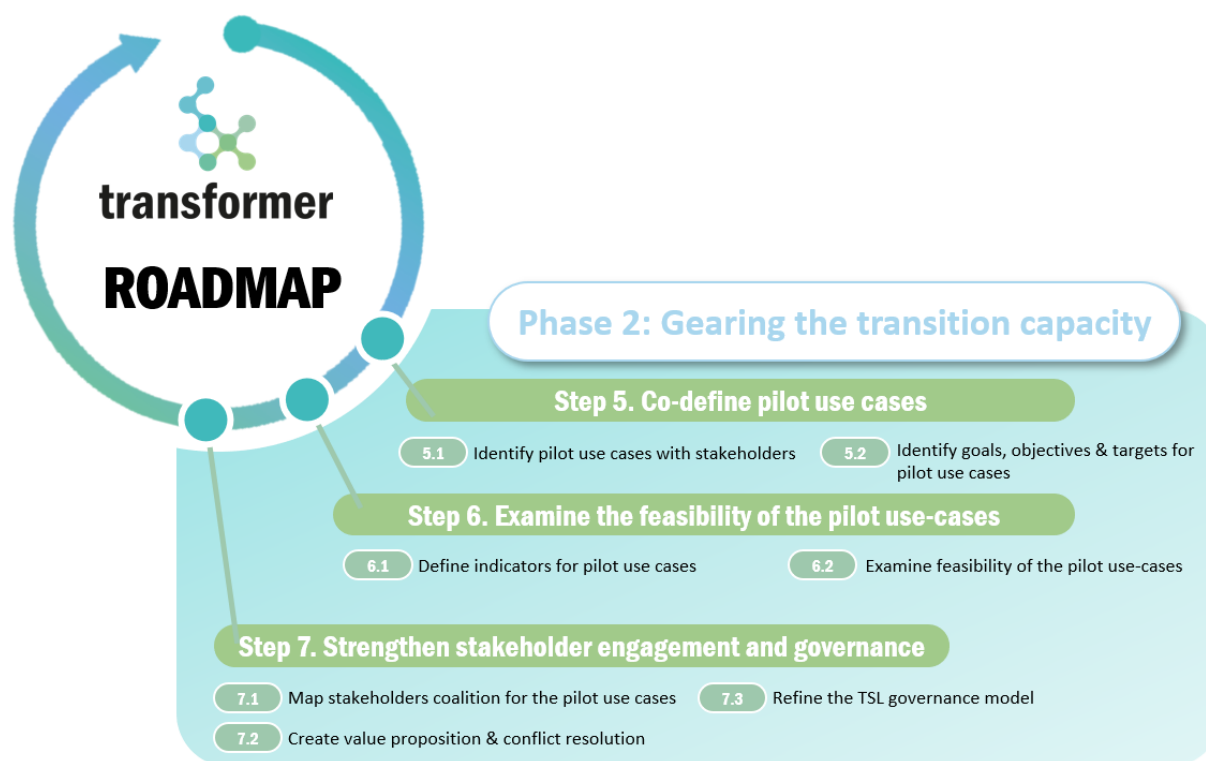 transformer
ROADMAP
Phase 2: Gearing the transition capacity
Step 5. Co-define pilot use cases
5.1 Identify pilot use cases with stakeholders
5.2 Identify goals, objectives & targets for
pilot use cases
Step 6. Examine the feasibility of the pilot use-cases
6.1 Define indicators for pilot use cases
6.2 Examine feasibility of the pilot use-cases
Step 7. Strengthen stakeholder engagement and governance
7.1 Map stakeholders coalition for the pilot use cases
7.3 Refine the TSL governance model
7.2 Create value proposition & conflict resolution